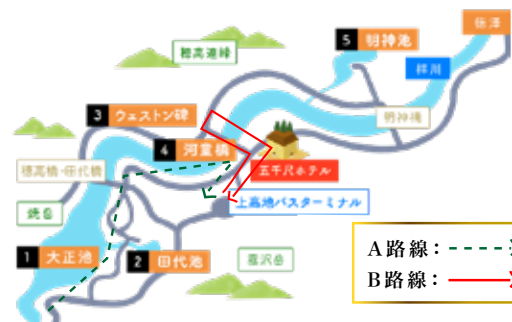 徳澤
5 明神池
穂高連峰
梓川
3 ウェストン碑
明神橋
4 河童橋
穂高橋・田代橋
五千尺ホテル
焼岳
上高地バスターミナル
1 大正池
2 田代池
霞沢岳
A路線：
B路線：